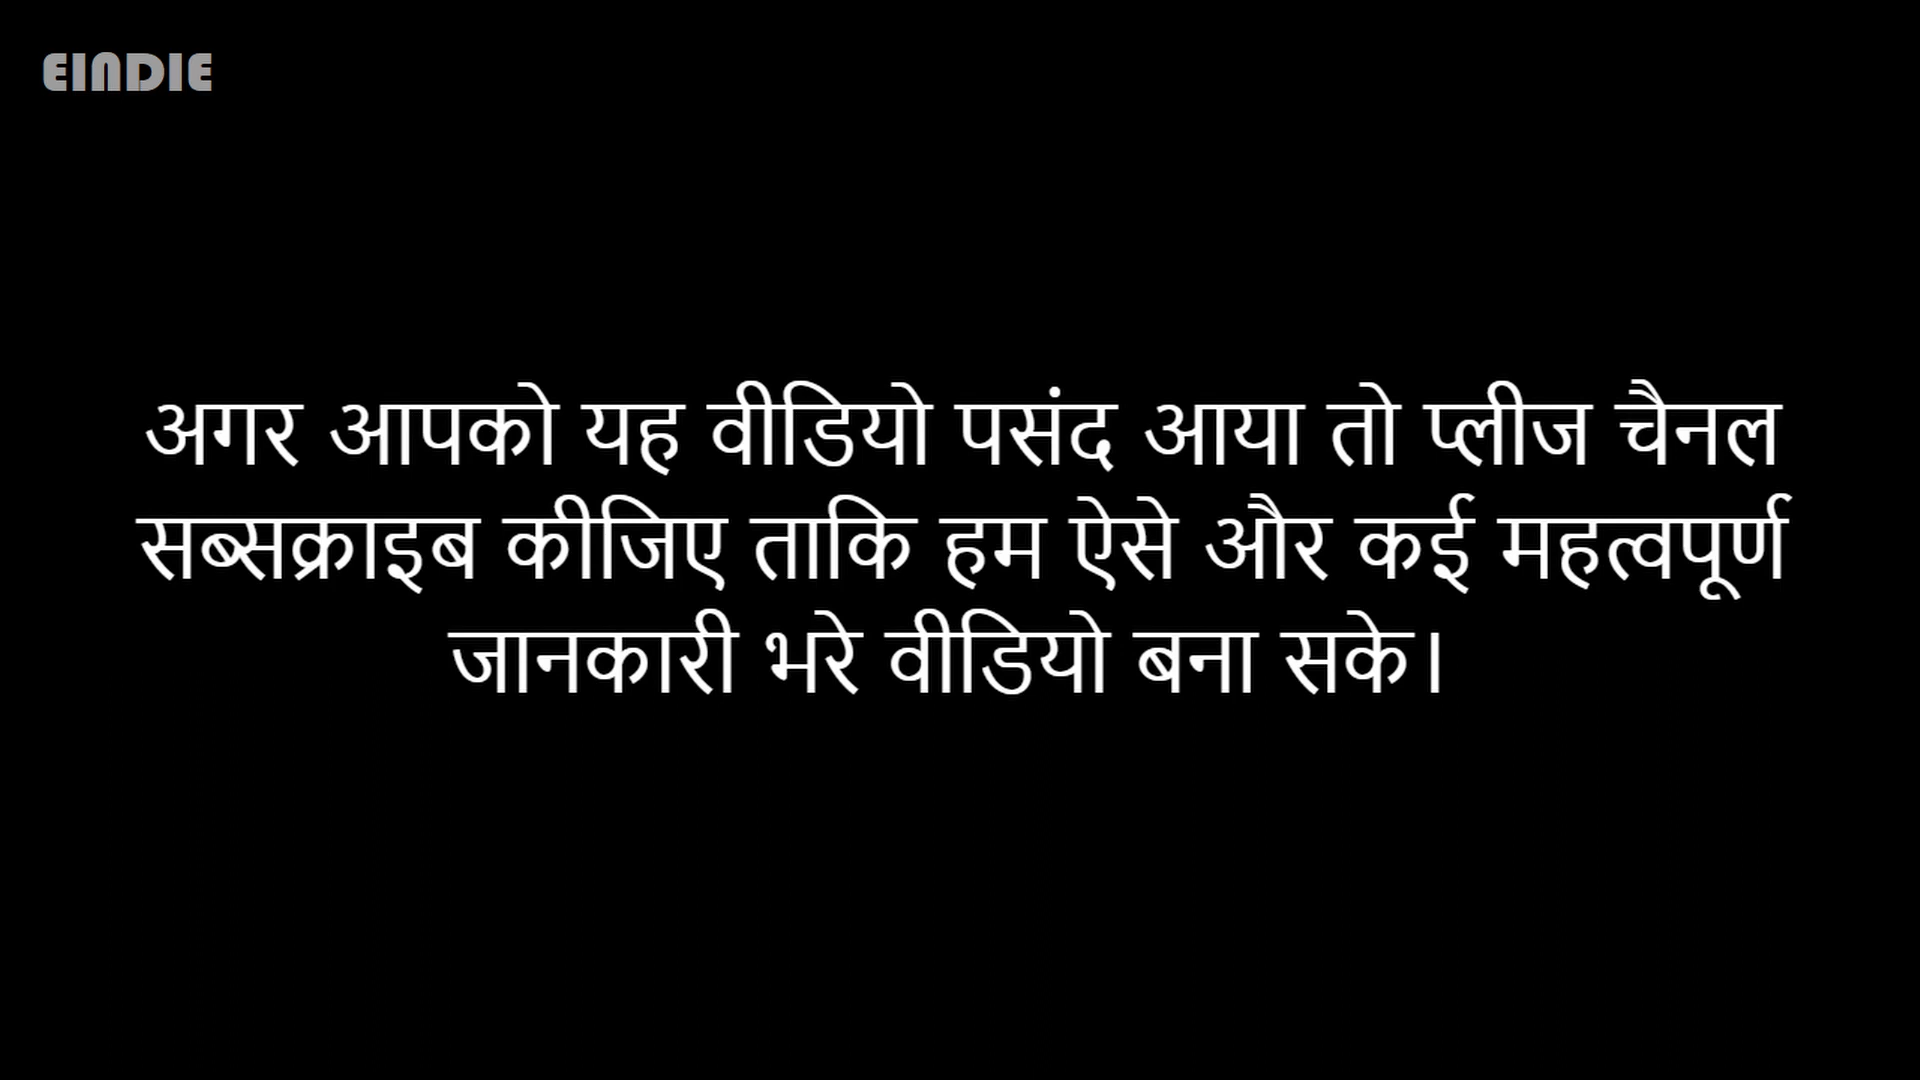 EINDIE
अगर आपको यह वीडियो पसंद आया तो प्लीज चैनल
सब्सक्राइब कीजिए ताकि हम ऐसे और कई महत्वपूर्ण
जानकारी भरे वीडियो बना सके।